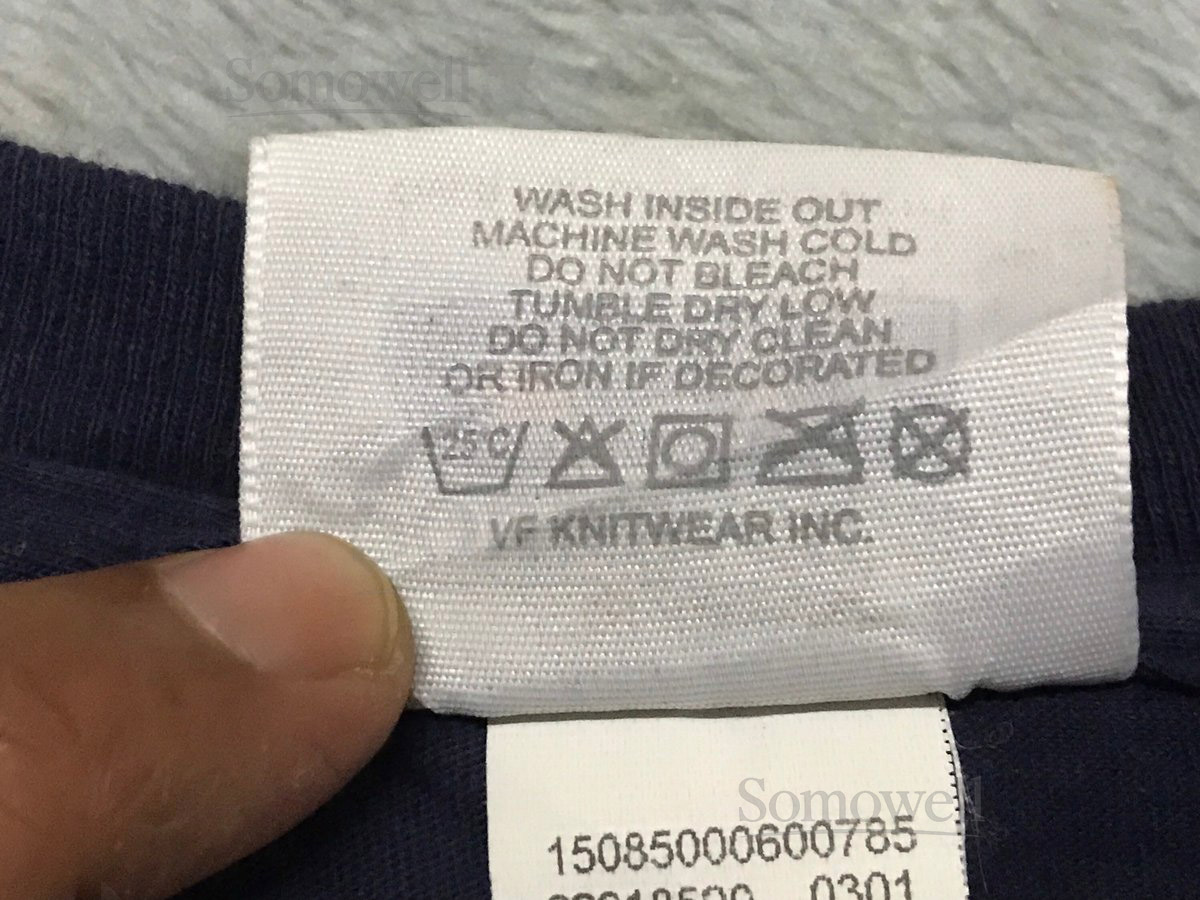 Somowell
WASH INSIDE OUT
MACHINE WASH COLD
DO NOT BLEACH
TUMBLE DRY LOW
DO NOT DRY CLEAN
OR IRON IF DECORATED
25 C
VF KNITWEAR INC.
Somowell
15085000600785
0301